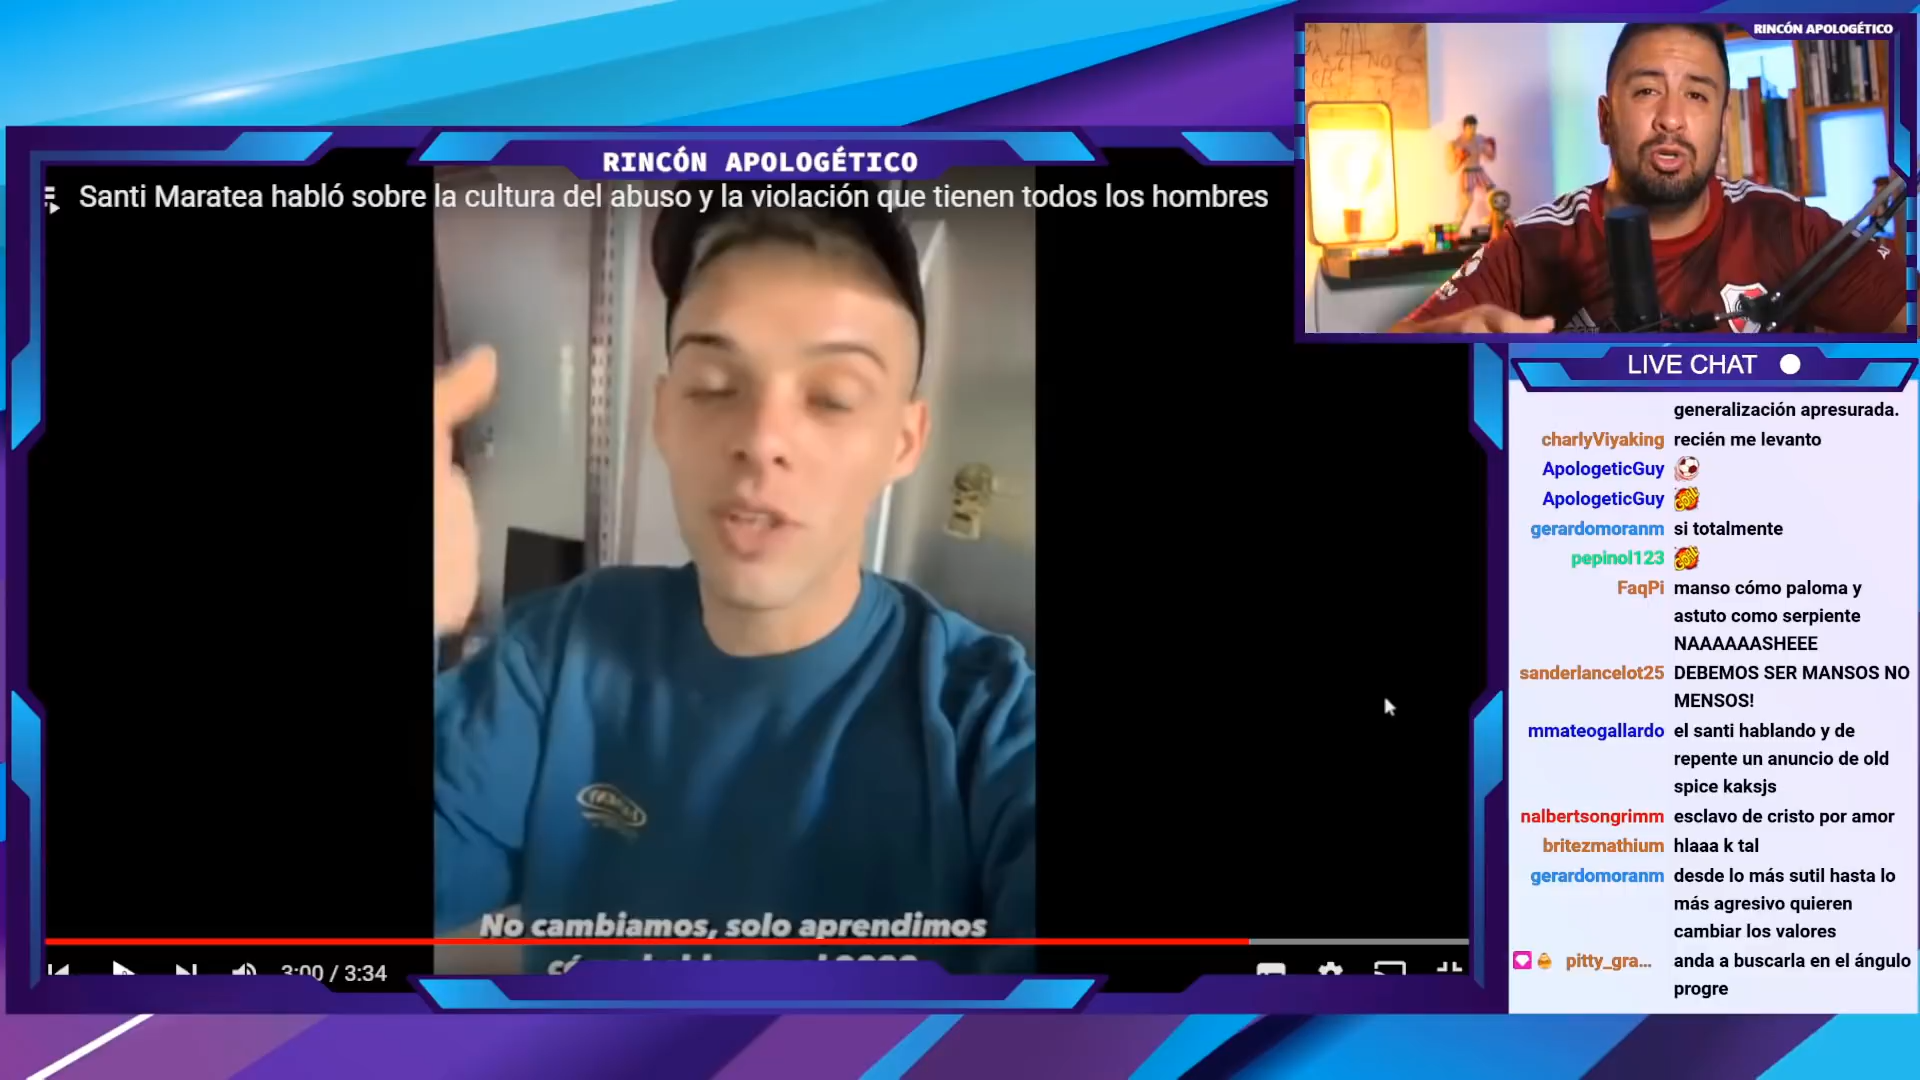 RINCÓN APOLOGÉTICO
RINCÓN APOLOGÉTICO
Santi Maratea habló sobre la cultura del abuso y la violación que tienen todos los hombres
No cambiamos, solo aprendimos
3:00 / 3:34
LIVE CHAT
generalización apresurada.
charlyViyaking recién me levanto
ApologeticGuy
ApologeticGuy
gerardomoranm si totalmente
pepinol123
FaqPi manso cómo paloma y
astuto como serpiente
NAAAAAASHEEE
sanderlancelot25 DEBEMOS SER MANSOS NO
MENSOS!
mmateogallardo el santi hablando y de
repente un anuncio de old
spice kaksjs
nalbertsongrimm esclavo de cristo por amor
britezmathium hlaaa k tal
gerardomoranm desde lo más sutil hasta lo
más agresivo quieren
cambiar los valores
pitty_gra... anda a buscarla en el ángulo
progre